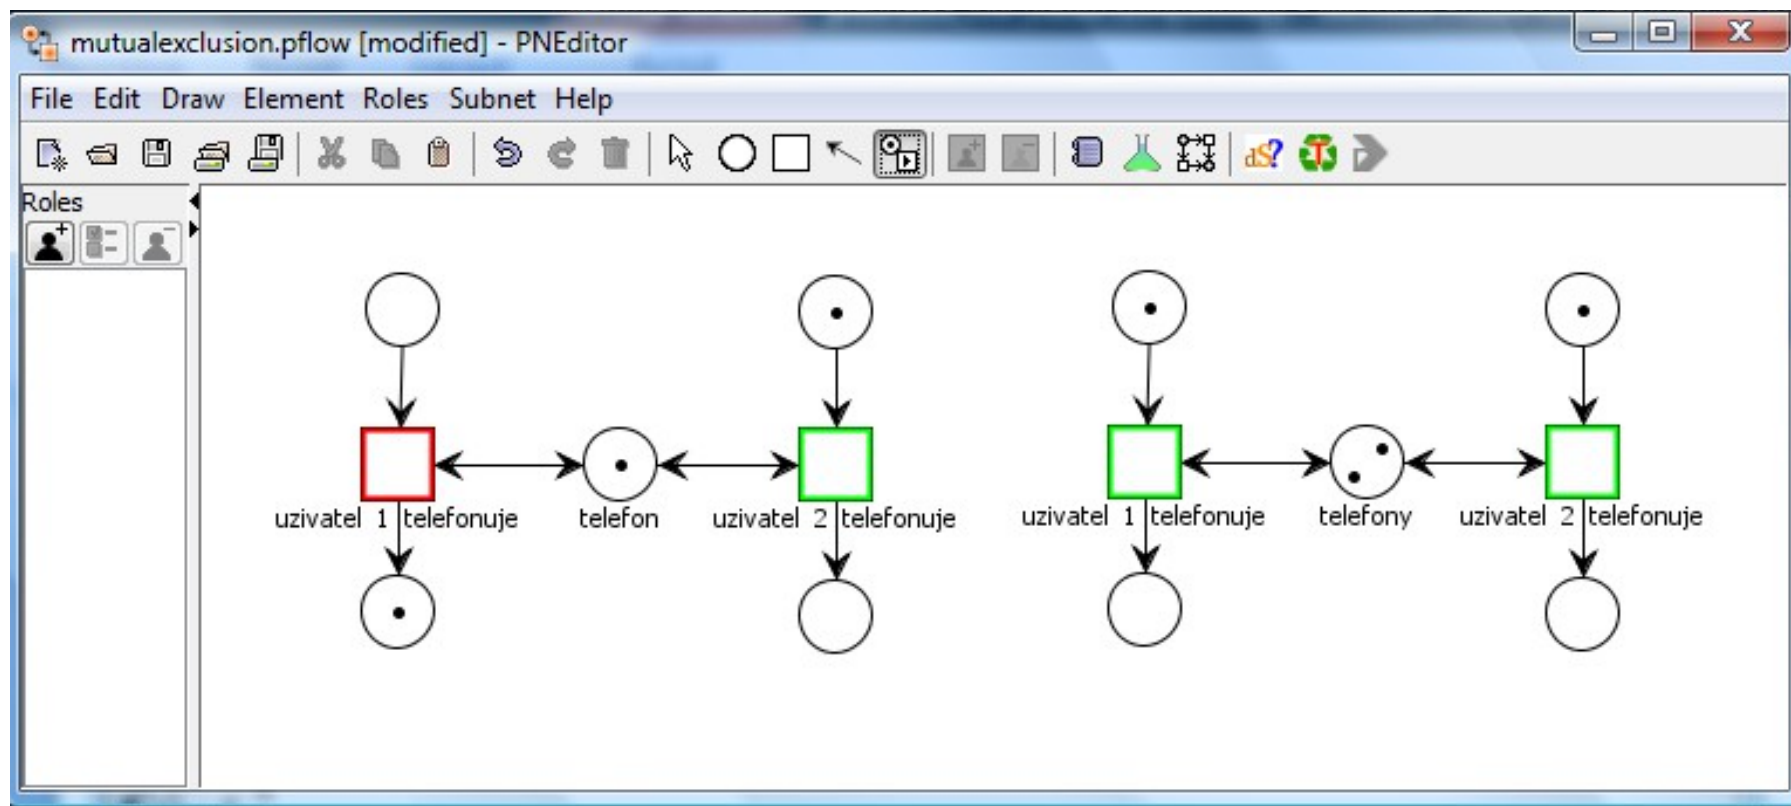 mutualexclusion.pflow [modified] - PNEditor
File Edit Draw Element Roles Subnet Help
dS? T
Roles
uzivatel 1 telefonuje telefon uzivatel 2 telefonuje uzivatel 1 telefonuje telefony uzivatel 2 telefonuje